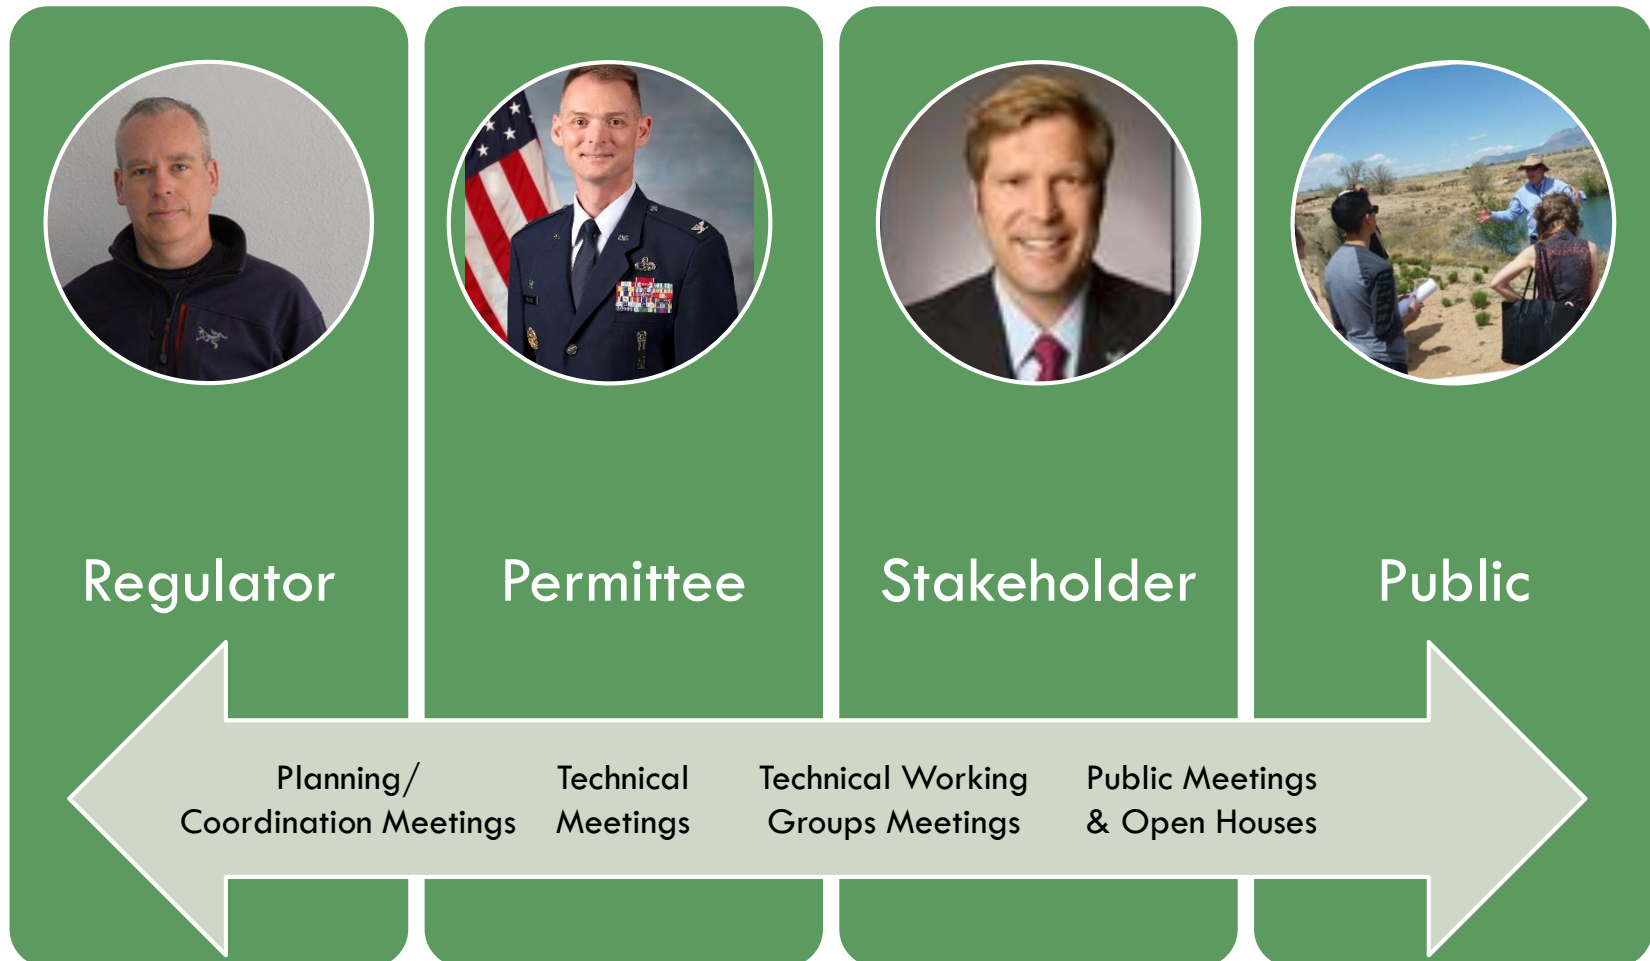 Regulator
Permittee
Stakeholder
Public
Planning/
Coordination Meetings
Technical
Meetings
Technical Working
Groups Meetings
Public Meetings
& Open Houses